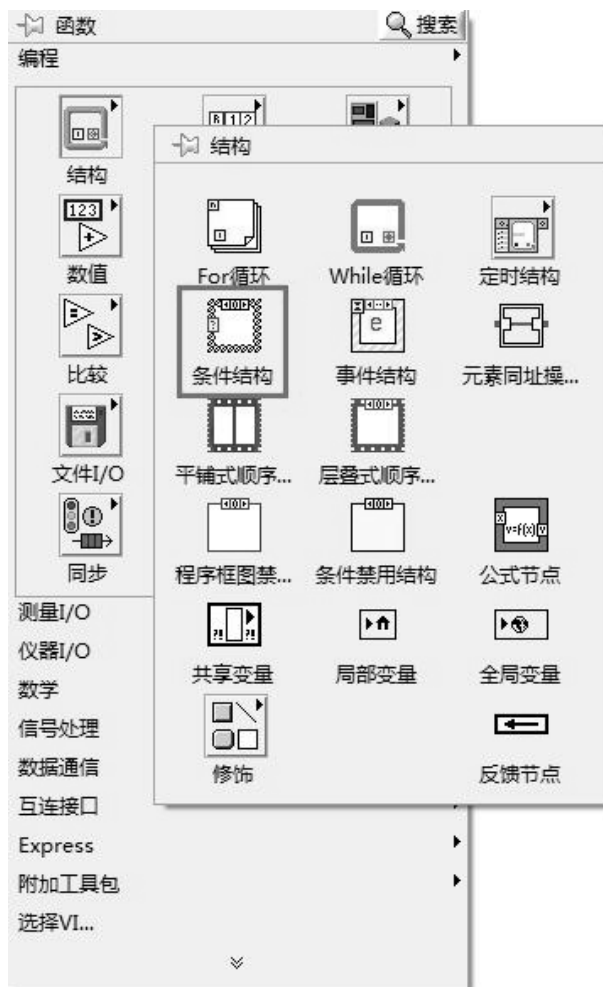 函数
搜索
编程
结构
数值
比较
文件I/O
同步
结构
For循环
While循环
定时结构
条件结构
事件结构
元素同址操...
平铺式顺序...
层叠式顺序...
程序框图禁...
条件禁用结构
公式节点
共享变量
局部变量
全局变量
修饰
反馈节点
测量I/O
仪器I/O
数学
信号处理
数据通信
互连接口
Express
附加工具包
选择VI...